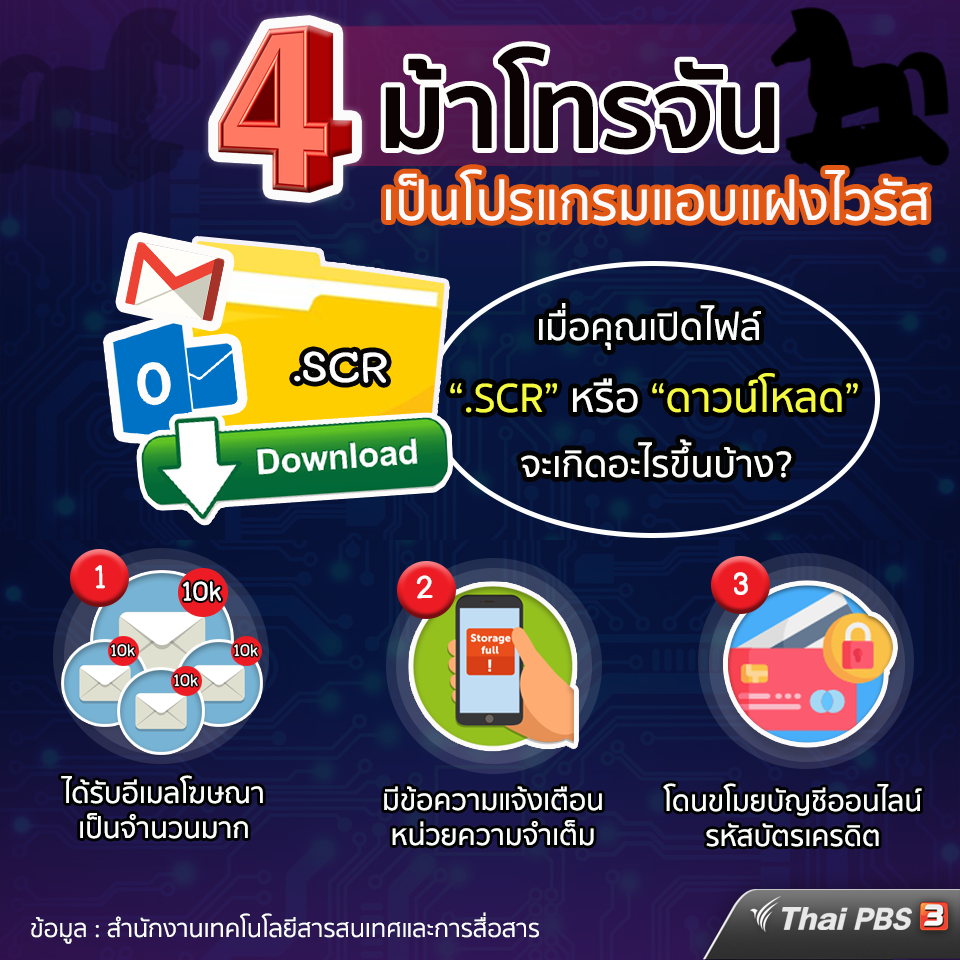 4 ม้าโทรจัน
เป็นโปรแกรมแอบแฝงไวรัส
.SCR
Download
เมื่อคุณเปิดไฟล์
“.SCR” หรือ “ดาวน์โหลด”
จะเกิดอะไรขึ้นบ้าง?
1
10k
10k
10k
10k
ได้รับอีเมลโฆษณา
เป็นจำนวนมาก
2
Storage
full
!
มีข้อความแจ้งเตือน
หน่วยความจำเต็ม
3
โดนขโมยบัญชีออนไลน์
รหัสบัตรเครดิต
ข้อมูล : สำนักงานเทคโนโลยีสารสนเทศและการสื่อสาร
Thai PBS 3